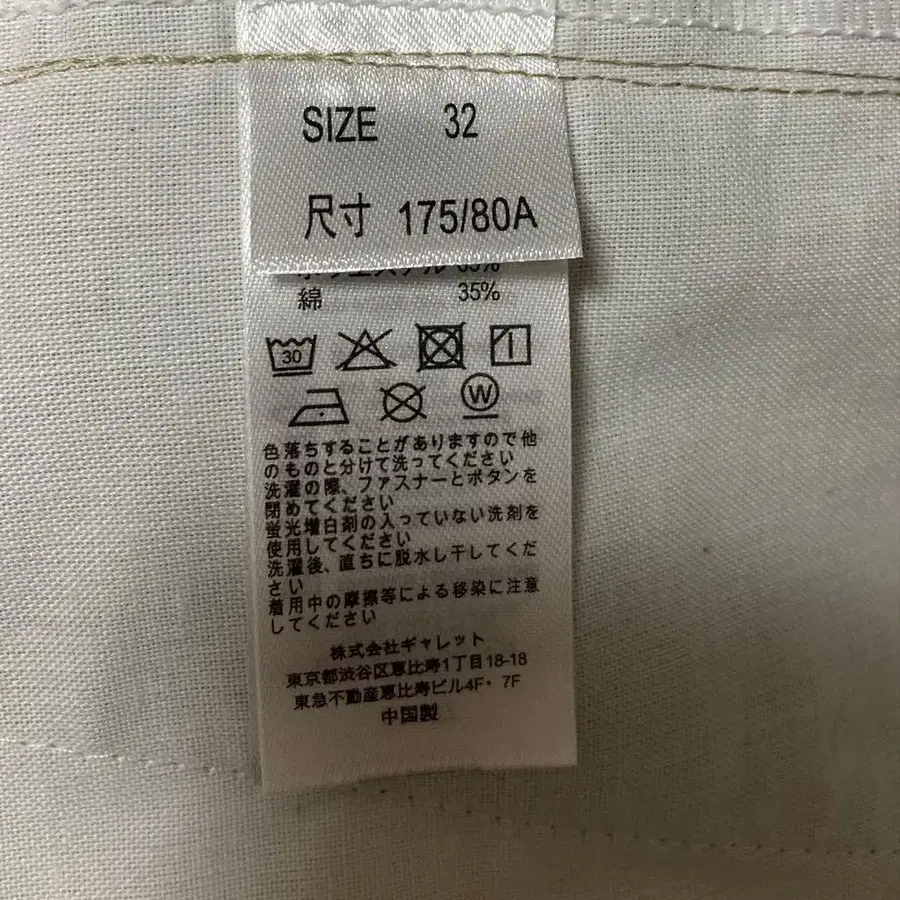 SIZE 32
尺寸 175/80A
綿 35%
30
W
色落ちすることがありますので他
のものと分けて洗ってください
洗濯の際、ファスナーとボタンを
閉めてください
蛍光増白剤の入っていない洗剤を
使用してください
洗濯後、直ちに脱水し干してくだ
さい
着用中の摩擦等による移染に注意
してください
株式会社ギャレット
東京都渋谷区恵比寿1丁目18-18
東急不動産恵比寿ビル4F・7F
中国製